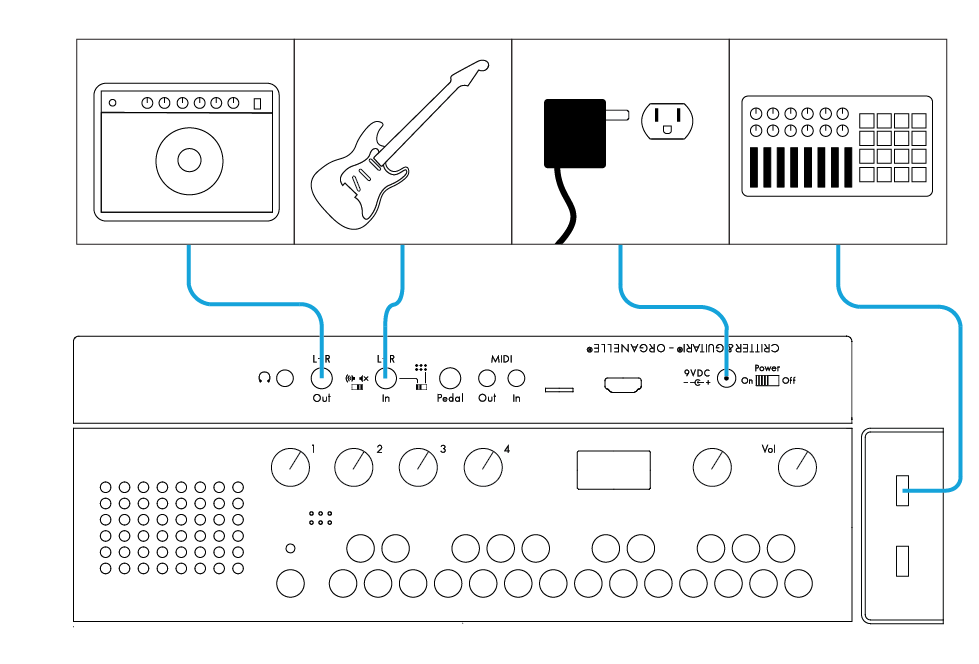 CRITTER&GUITARI® - ORGANELLE®
L+R
L+R
MIDI
9VDC
- +
Power
On
Off
Out
In
Pedal
Out
In
1
2
3
4
Vol